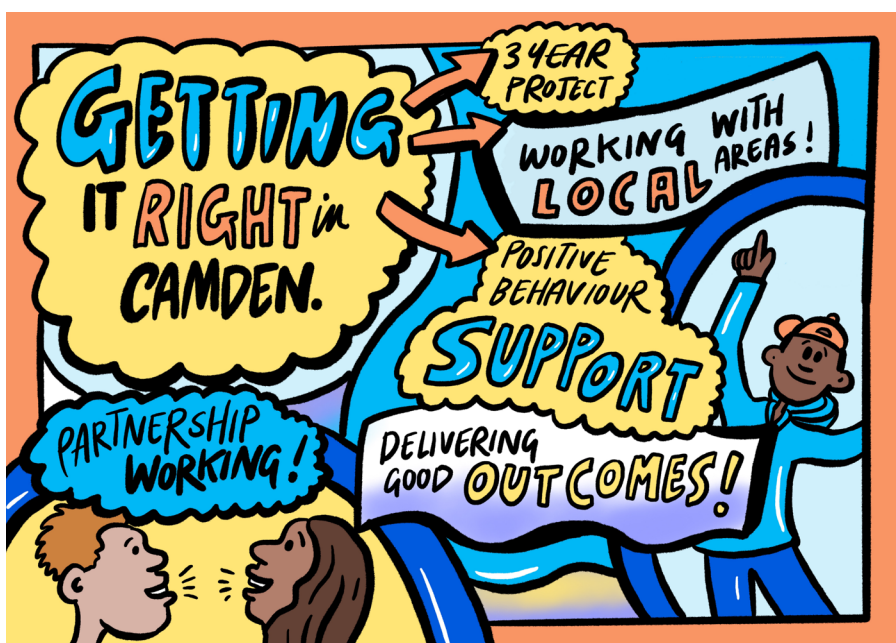 GETTING
IT RIGHT in
CAMDEN.
3 YEAR
PROJECT
WORKING WITH
LOCAL AREAS!
POSITIVE
BEHAVIOUR
SUPPORT
PARTNERSHIP
WORKING!
DELIVERING
GOOD OUTCOMES!